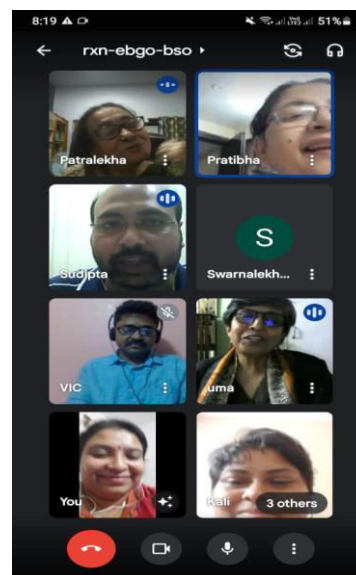 8:19
51%
rxn-ebgo-bso
Patralekha
Pratibha
Sudipta
S
Swarnalekh...
VIC
uma
You
Kali
3 others